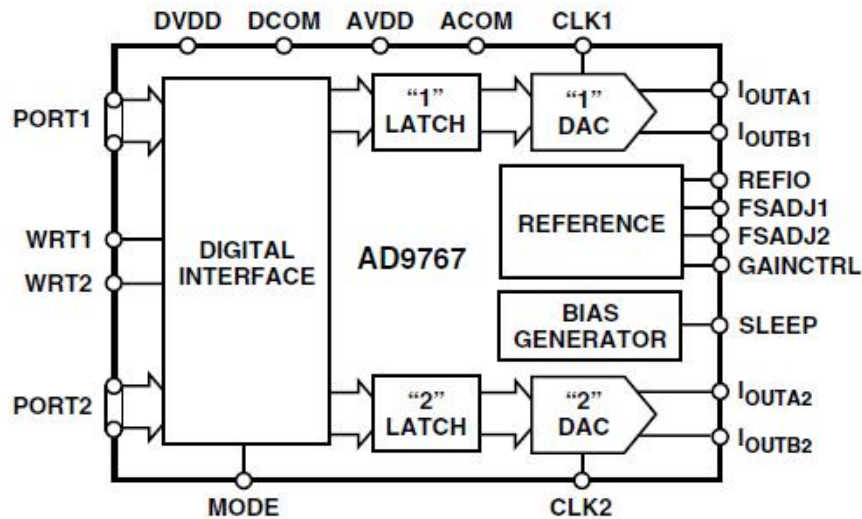 DVDD DCOM AVDD ACOM CLK1
PORT1
“1”
LATCH
“1”
DAC
IOUTA1
IOUTB1
REFIO
FSADJ1
FSADJ2
GAINCTRL
REFERENCE
WRT1
WRT2
DIGITAL
INTERFACE
AD9767
BIAS
GENERATOR
SLEEP
PORT2
“2”
LATCH
“2”
DAC
IOUTA2
IOUTB2
MODE
CLK2